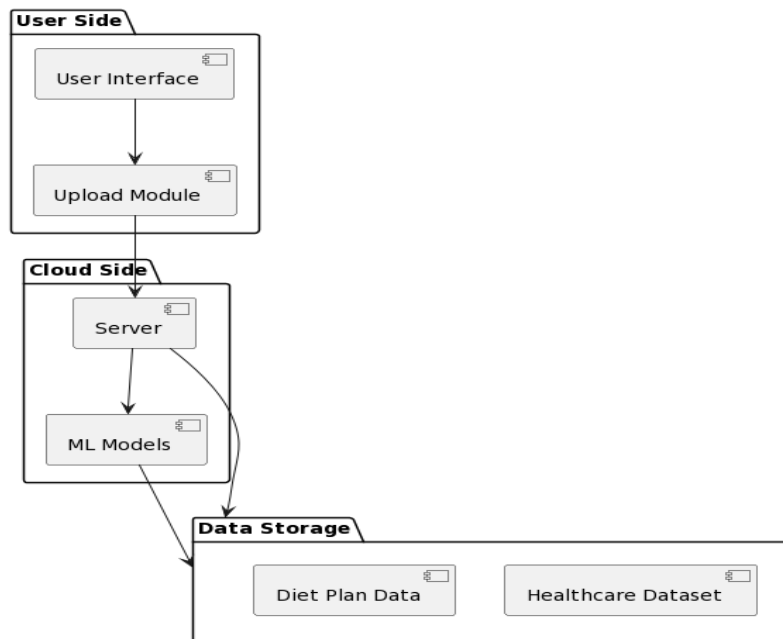 User Side
User Interface
Upload Module
Cloud Side
Server
ML Models
Data Storage
Diet Plan Data
Healthcare Dataset